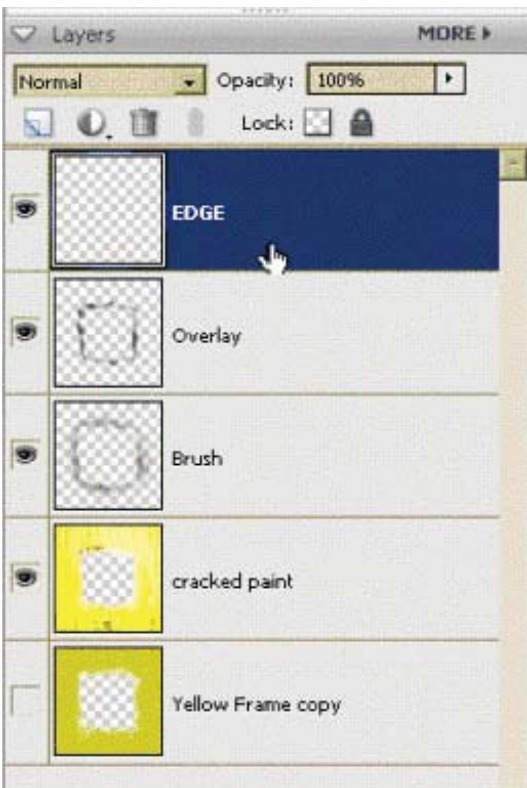 Layers MORE
Normal Opacity: 100%
Lock:
EDGE
Overlay
Brush
cracked paint
Yellow Frame copy